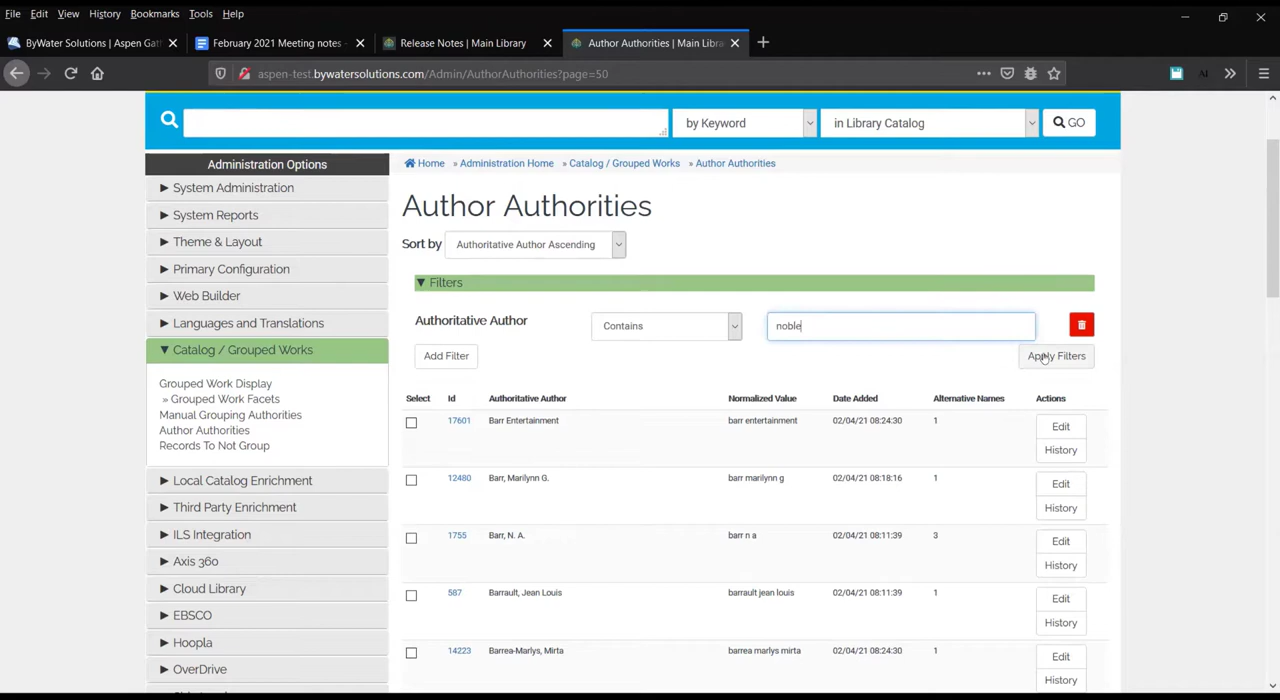 File Edit View History Bookmarks Tools Help
ByWater Solutions | Aspen Gath
February 2021 Meeting notes -
Release Notes | Main Library
Author Authorities | Main Libra
aspen-test.bywatersolutions.com/Admin/AuthorAuthorities?page=50
by Keyword
in Library Catalog
GO
Administration Options
System Administration
System Reports
Theme & Layout
Primary Configuration
Web Builder
Languages and Translations
Catalog / Grouped Works
Grouped Work Display
» Grouped Work Facets
Manual Grouping Authorities
Author Authorities
Records To Not Group
Local Catalog Enrichment
Third Party Enrichment
ILS Integration
Axis 360
Cloud Library
EBSCO
Hoopla
OverDrive
Home » Administration Home » Catalog / Grouped Works » Author Authorities
Author Authorities
Sort by Authoritative Author Ascending
Filters
Authoritative Author Contains noble
Add Filter Apply Filters
Select Id Authoritative Author Normalized Value Date Added Alternative Names Actions
17601 Barr Entertainment barr entertainment 02/04/21 08:24:30 1 Edit
History
12480 Barr, Marilynn G. barr marilynn g 02/04/21 08:18:16 1 Edit
History
1755 Barr, N. A. barr n a 02/04/21 08:11:39 3 Edit
History
587 Barrault, Jean Louis barrault jean louis 02/04/21 08:11:39 1 Edit
History
14223 Barrea-Marlys, Mirta barrea marlys mirta 02/04/21 08:24:30 1 Edit
History